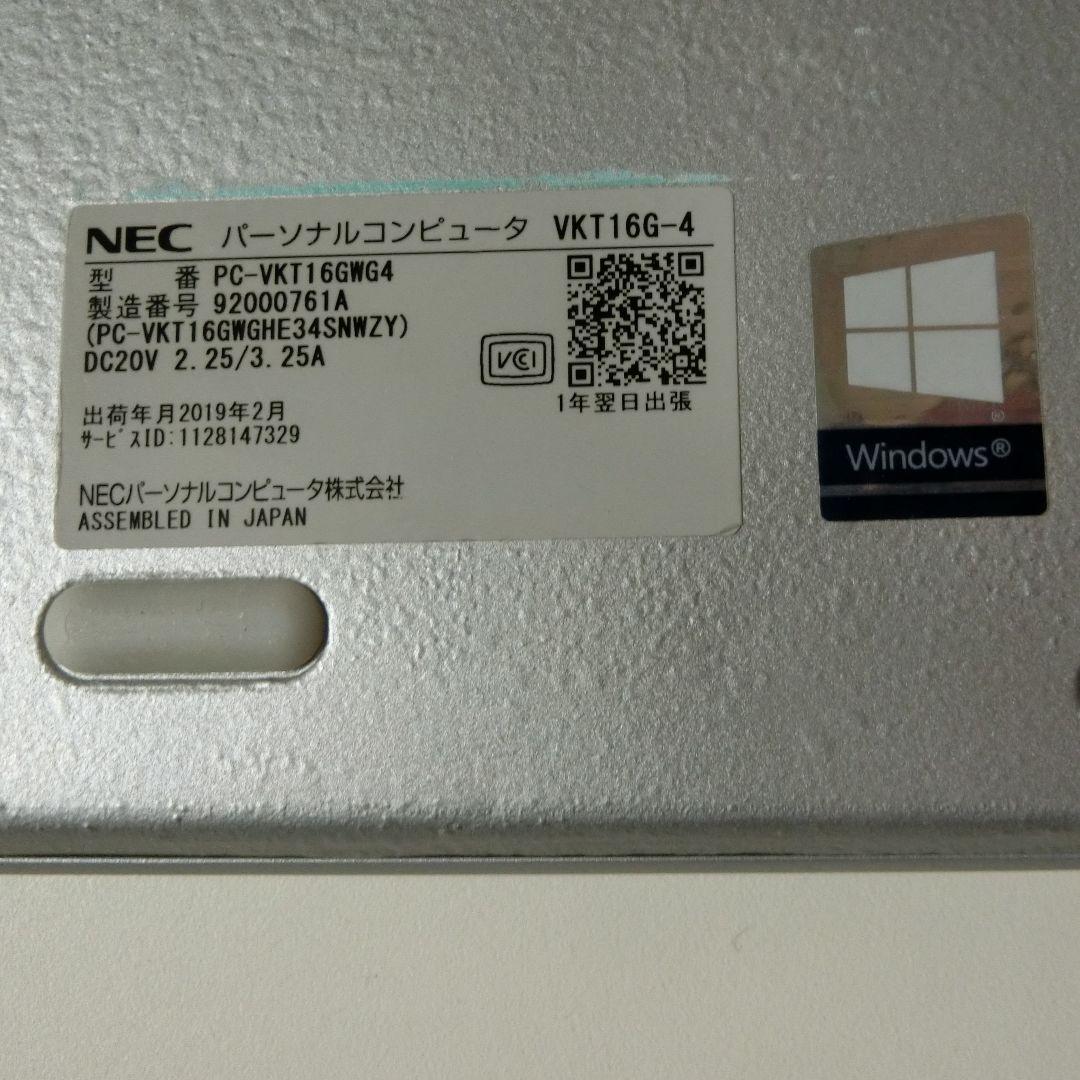 NEC パーソナルコンピュータ VKT16G-4
型 番 PC-VKT16GWG4
製造番号 92000761A
(PC-VKT16GWGHE34SNWZY)
DC20V 2.25/3.25A
VCI
1年翌日出張
出荷年月2019年2月
ｻｰﾋﾞｽID:1128147329
NECパーソナルコンピュータ株式会社
ASSEMBLED IN JAPAN
®
Windows®